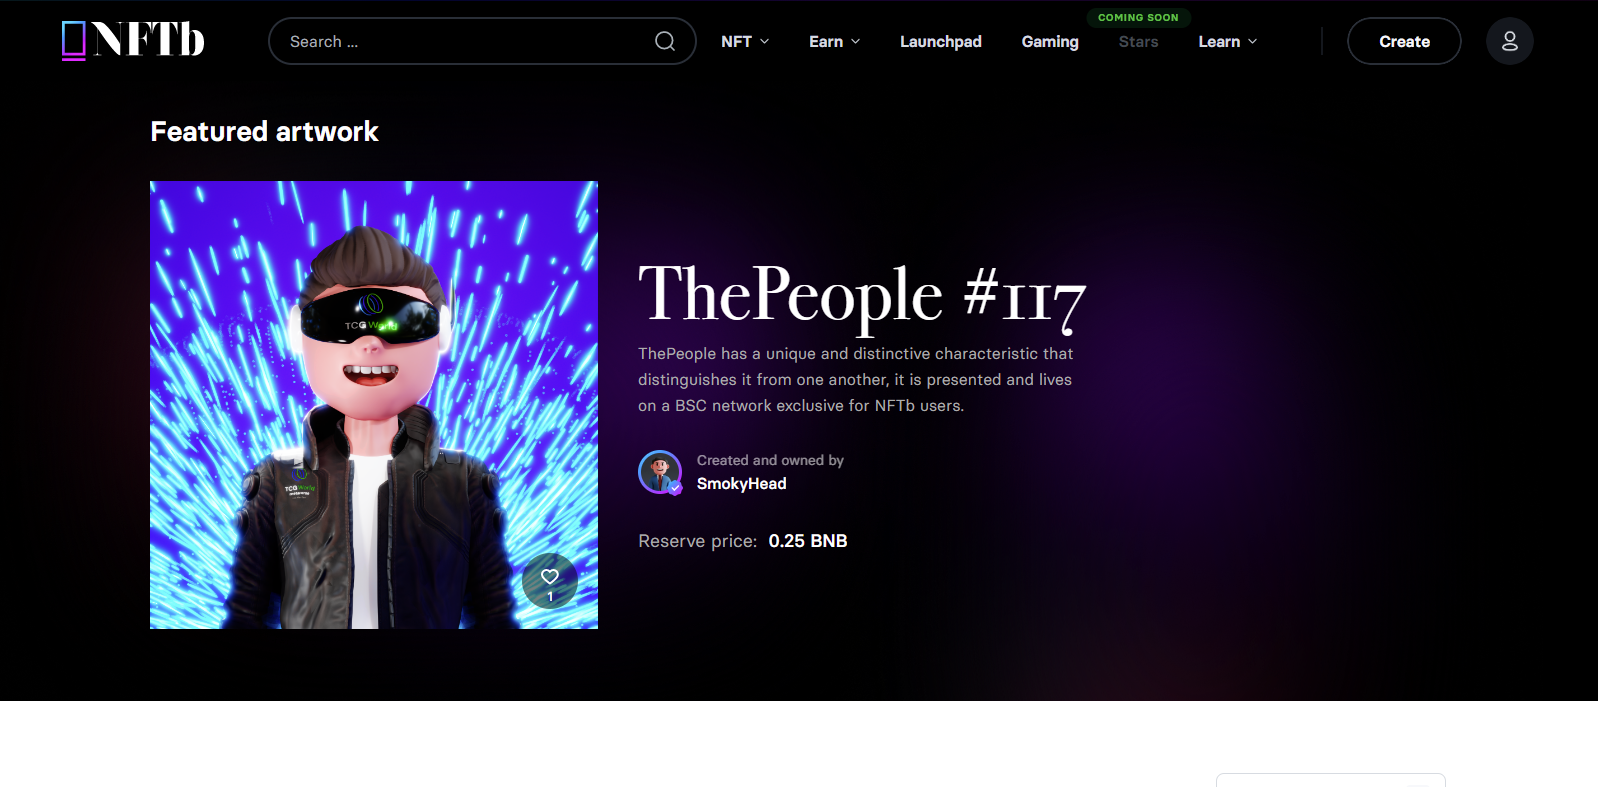 NFTb
Search ...
NFT
Earn
Launchpad
Gaming
COMING SOON
Stars
Learn
Create
Featured artwork
TCG World
TCG World
1
ThePeople #117
ThePeople has a unique and distinctive characteristic that
distinguishes it from one another, it is presented and lives
on a BSC network exclusive for NFTb users.
Created and owned by
SmokyHead
Reserve price: 0.25 BNB